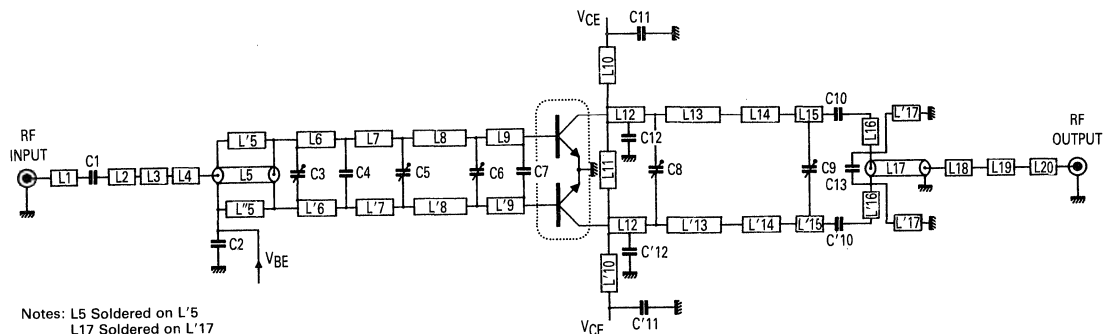 V_CE
C11
L10
RF
INPUT
L1
C1
L2
L3
L4
L'5
L5
L"5
C2
V_BE
L6
L7
L8
L9
C3
C4
C5
C6
C7
L'6
L'7
L'8
L'9
L11
L12
L13
L14
L15
C10
L16
L'17
C12
C8
C9
C13
L17
L18
L19
L20
RF
OUTPUT
L12
L'13
L'14
L'15
C'10
L'16
L'17
C'12
L'10
C'11
V_CE
Notes: L5 Soldered on L'5
L17 Soldered on L'17